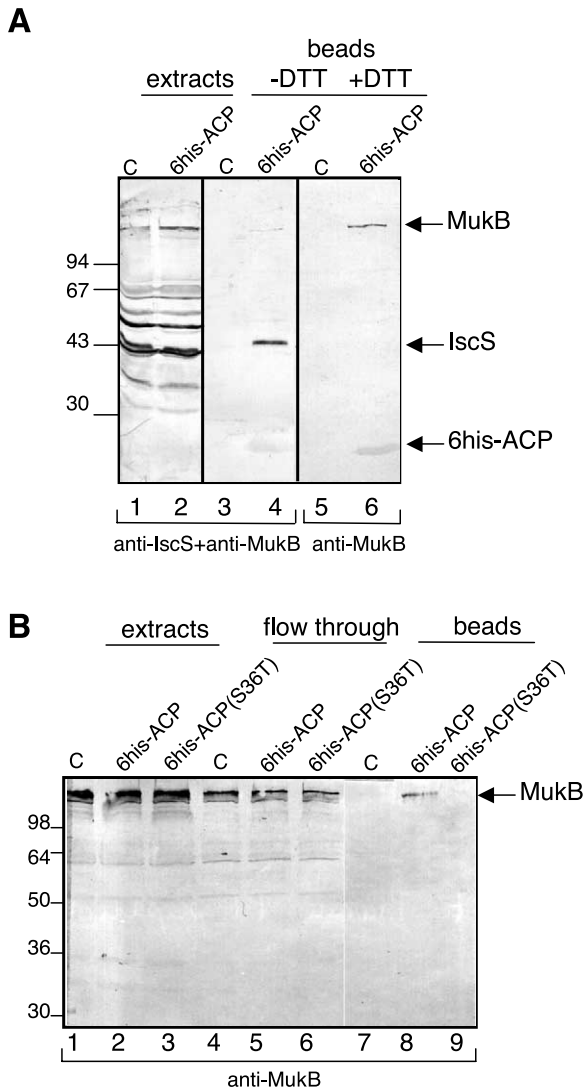 A
beads
extracts -DTT +DTT
C 6his-ACP C 6his-ACP C 6his-ACP
MukB
94
67
43 IscS
30
6his-ACP
1 2 3 4 5 6
anti-IscS+anti-MukB anti-MukB
B
extracts flow through beads
C 6his-ACP 6his-ACP(S36T) C 6his-ACP 6his-ACP(S36T) C 6his-ACP 6his-ACP(S36T)
MukB
98
64
50
36
30
1 2 3 4 5 6 7 8 9
anti-MukB